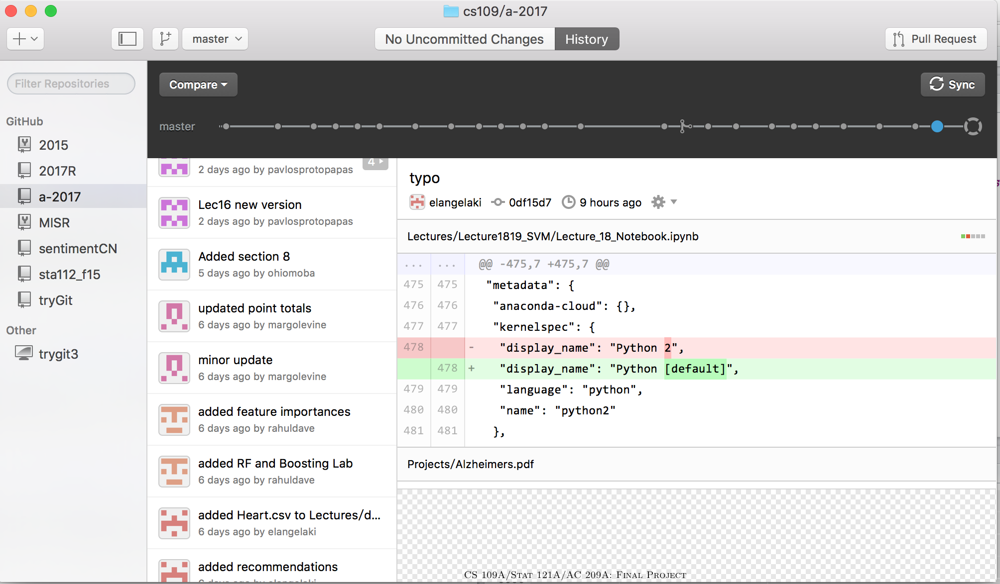 cs109/a-2017
master
No Uncommitted Changes
History
Pull Request
Filter Repositories
GitHub
2015
2017R
a-2017
MISR
sentimentCN
sta112_f15
tryGit
Other
trygit3
Compare
Sync
master
2 days ago by pavlosprotopapas
4
Lec16 new version
2 days ago by pavlosprotopapas
Added section 8
5 days ago by ohiomoba
updated point totals
6 days ago by margolevine
minor update
6 days ago by margolevine
added feature importances
6 days ago by rahuldave
added RF and Boosting Lab
6 days ago by rahuldave
added Heart.csv to Lectures/d...
6 days ago by elangelaki
added recommendations
typo
elangelaki 0df15d7 9 hours ago
Lectures/Lecture1819_SVM/Lecture_18_Notebook.ipynb
... ... @@ -475,7 +475,7 @@
475 475 "metadata": {
476 476 "anaconda-cloud": {},
477 477 "kernelspec": {
478 - "display_name": "Python 2",
478 + "display_name": "Python [default]",
479 479 "language": "python",
480 480 "name": "python2"
481 481 },
Projects/Alzheimers.pdf
CS 109A/Stat 121A/AC 209A: Final Project